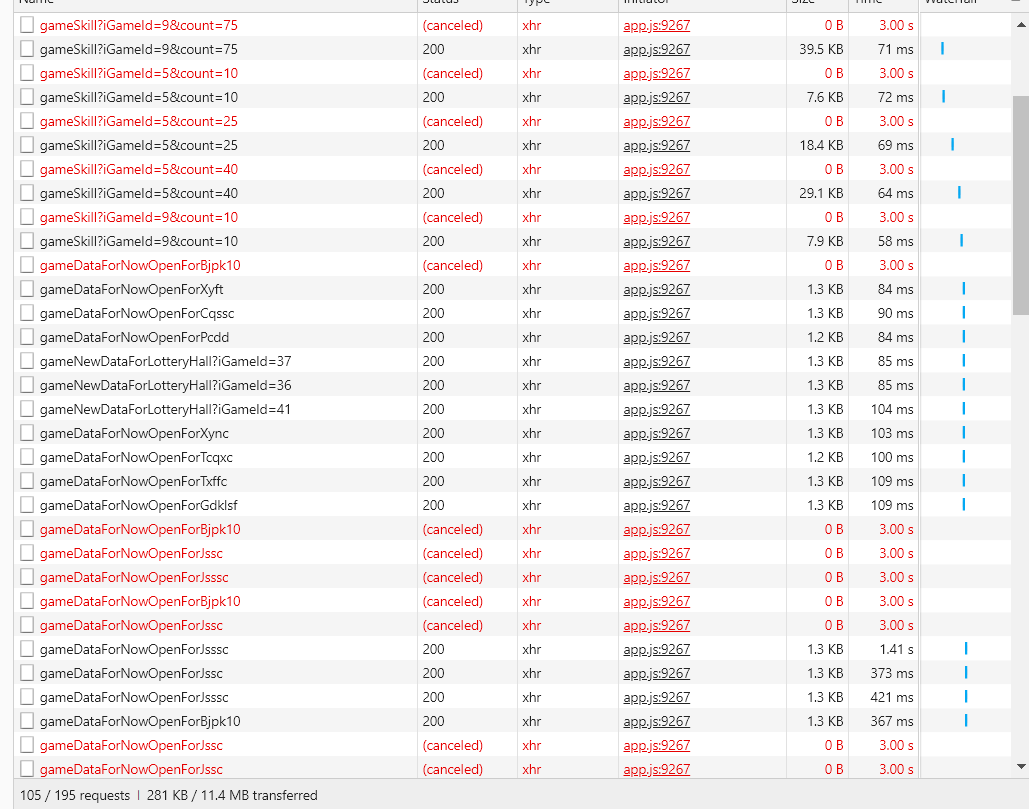 Name Status Type Initiator Size Time Waterfall
gameSkill?iGameId=9&count=75 (canceled) xhr app.js:9267 0 B 3.00 s
gameSkill?iGameId=9&count=75 200 xhr app.js:9267 39.5 KB 71 ms
gameSkill?iGameId=5&count=10 (canceled) xhr app.js:9267 0 B 3.00 s
gameSkill?iGameId=5&count=10 200 xhr app.js:9267 7.6 KB 72 ms
gameSkill?iGameId=5&count=25 (canceled) xhr app.js:9267 0 B 3.00 s
gameSkill?iGameId=5&count=25 200 xhr app.js:9267 18.4 KB 69 ms
gameSkill?iGameId=5&count=40 (canceled) xhr app.js:9267 0 B 3.00 s
gameSkill?iGameId=5&count=40 200 xhr app.js:9267 29.1 KB 64 ms
gameSkill?iGameId=9&count=10 (canceled) xhr app.js:9267 0 B 3.00 s
gameSkill?iGameId=9&count=10 200 xhr app.js:9267 7.9 KB 58 ms
gameDataForNowOpenForBjpk10 (canceled) xhr app.js:9267 0 B 3.00 s
gameDataForNowOpenForXyft 200 xhr app.js:9267 1.3 KB 84 ms
gameDataForNowOpenForCqssc 200 xhr app.js:9267 1.3 KB 90 ms
gameDataForNowOpenForPcdd 200 xhr app.js:9267 1.2 KB 84 ms
gameNewDataForLotteryHall?iGameId=37 200 xhr app.js:9267 1.3 KB 85 ms
gameNewDataForLotteryHall?iGameId=36 200 xhr app.js:9267 1.3 KB 85 ms
gameNewDataForLotteryHall?iGameId=41 200 xhr app.js:9267 1.3 KB 104 ms
gameDataForNowOpenForXync 200 xhr app.js:9267 1.3 KB 103 ms
gameDataForNowOpenForTcqxc 200 xhr app.js:9267 1.2 KB 100 ms
gameDataForNowOpenForTxffc 200 xhr app.js:9267 1.3 KB 109 ms
gameDataForNowOpenForGdklsf 200 xhr app.js:9267 1.3 KB 109 ms
gameDataForNowOpenForBjpk10 (canceled) xhr app.js:9267 0 B 3.00 s
gameDataForNowOpenForJssc (canceled) xhr app.js:9267 0 B 3.00 s
gameDataForNowOpenForJsssc (canceled) xhr app.js:9267 0 B 3.00 s
gameDataForNowOpenForBjpk10 (canceled) xhr app.js:9267 0 B 3.00 s
gameDataForNowOpenForJssc (canceled) xhr app.js:9267 0 B 3.00 s
gameDataForNowOpenForJsssc 200 xhr app.js:9267 1.3 KB 1.41 s
gameDataForNowOpenForJssc 200 xhr app.js:9267 1.3 KB 373 ms
gameDataForNowOpenForJsssc 200 xhr app.js:9267 1.3 KB 421 ms
gameDataForNowOpenForBjpk10 200 xhr app.js:9267 1.3 KB 367 ms
gameDataForNowOpenForJssc (canceled) xhr app.js:9267 0 B 3.00 s
gameDataForNowOpenForJssc (canceled) xhr app.js:9267 0 B 3.00 s
105 / 195 requests | 281 KB / 11.4 MB transferred